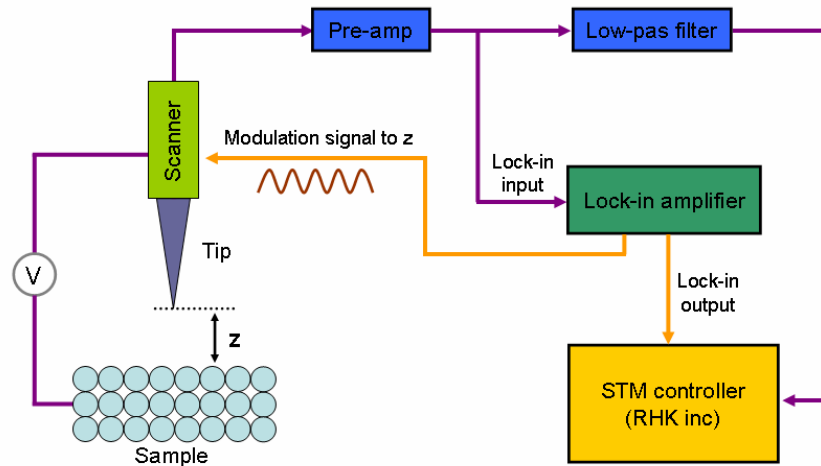 Pre-amp
Low-pas filter
Scanner
Modulation signal to z
Lock-in
input
Lock-in amplifier
Tip
V
Lock-in
output
z
STM controller
(RHK inc)
Sample